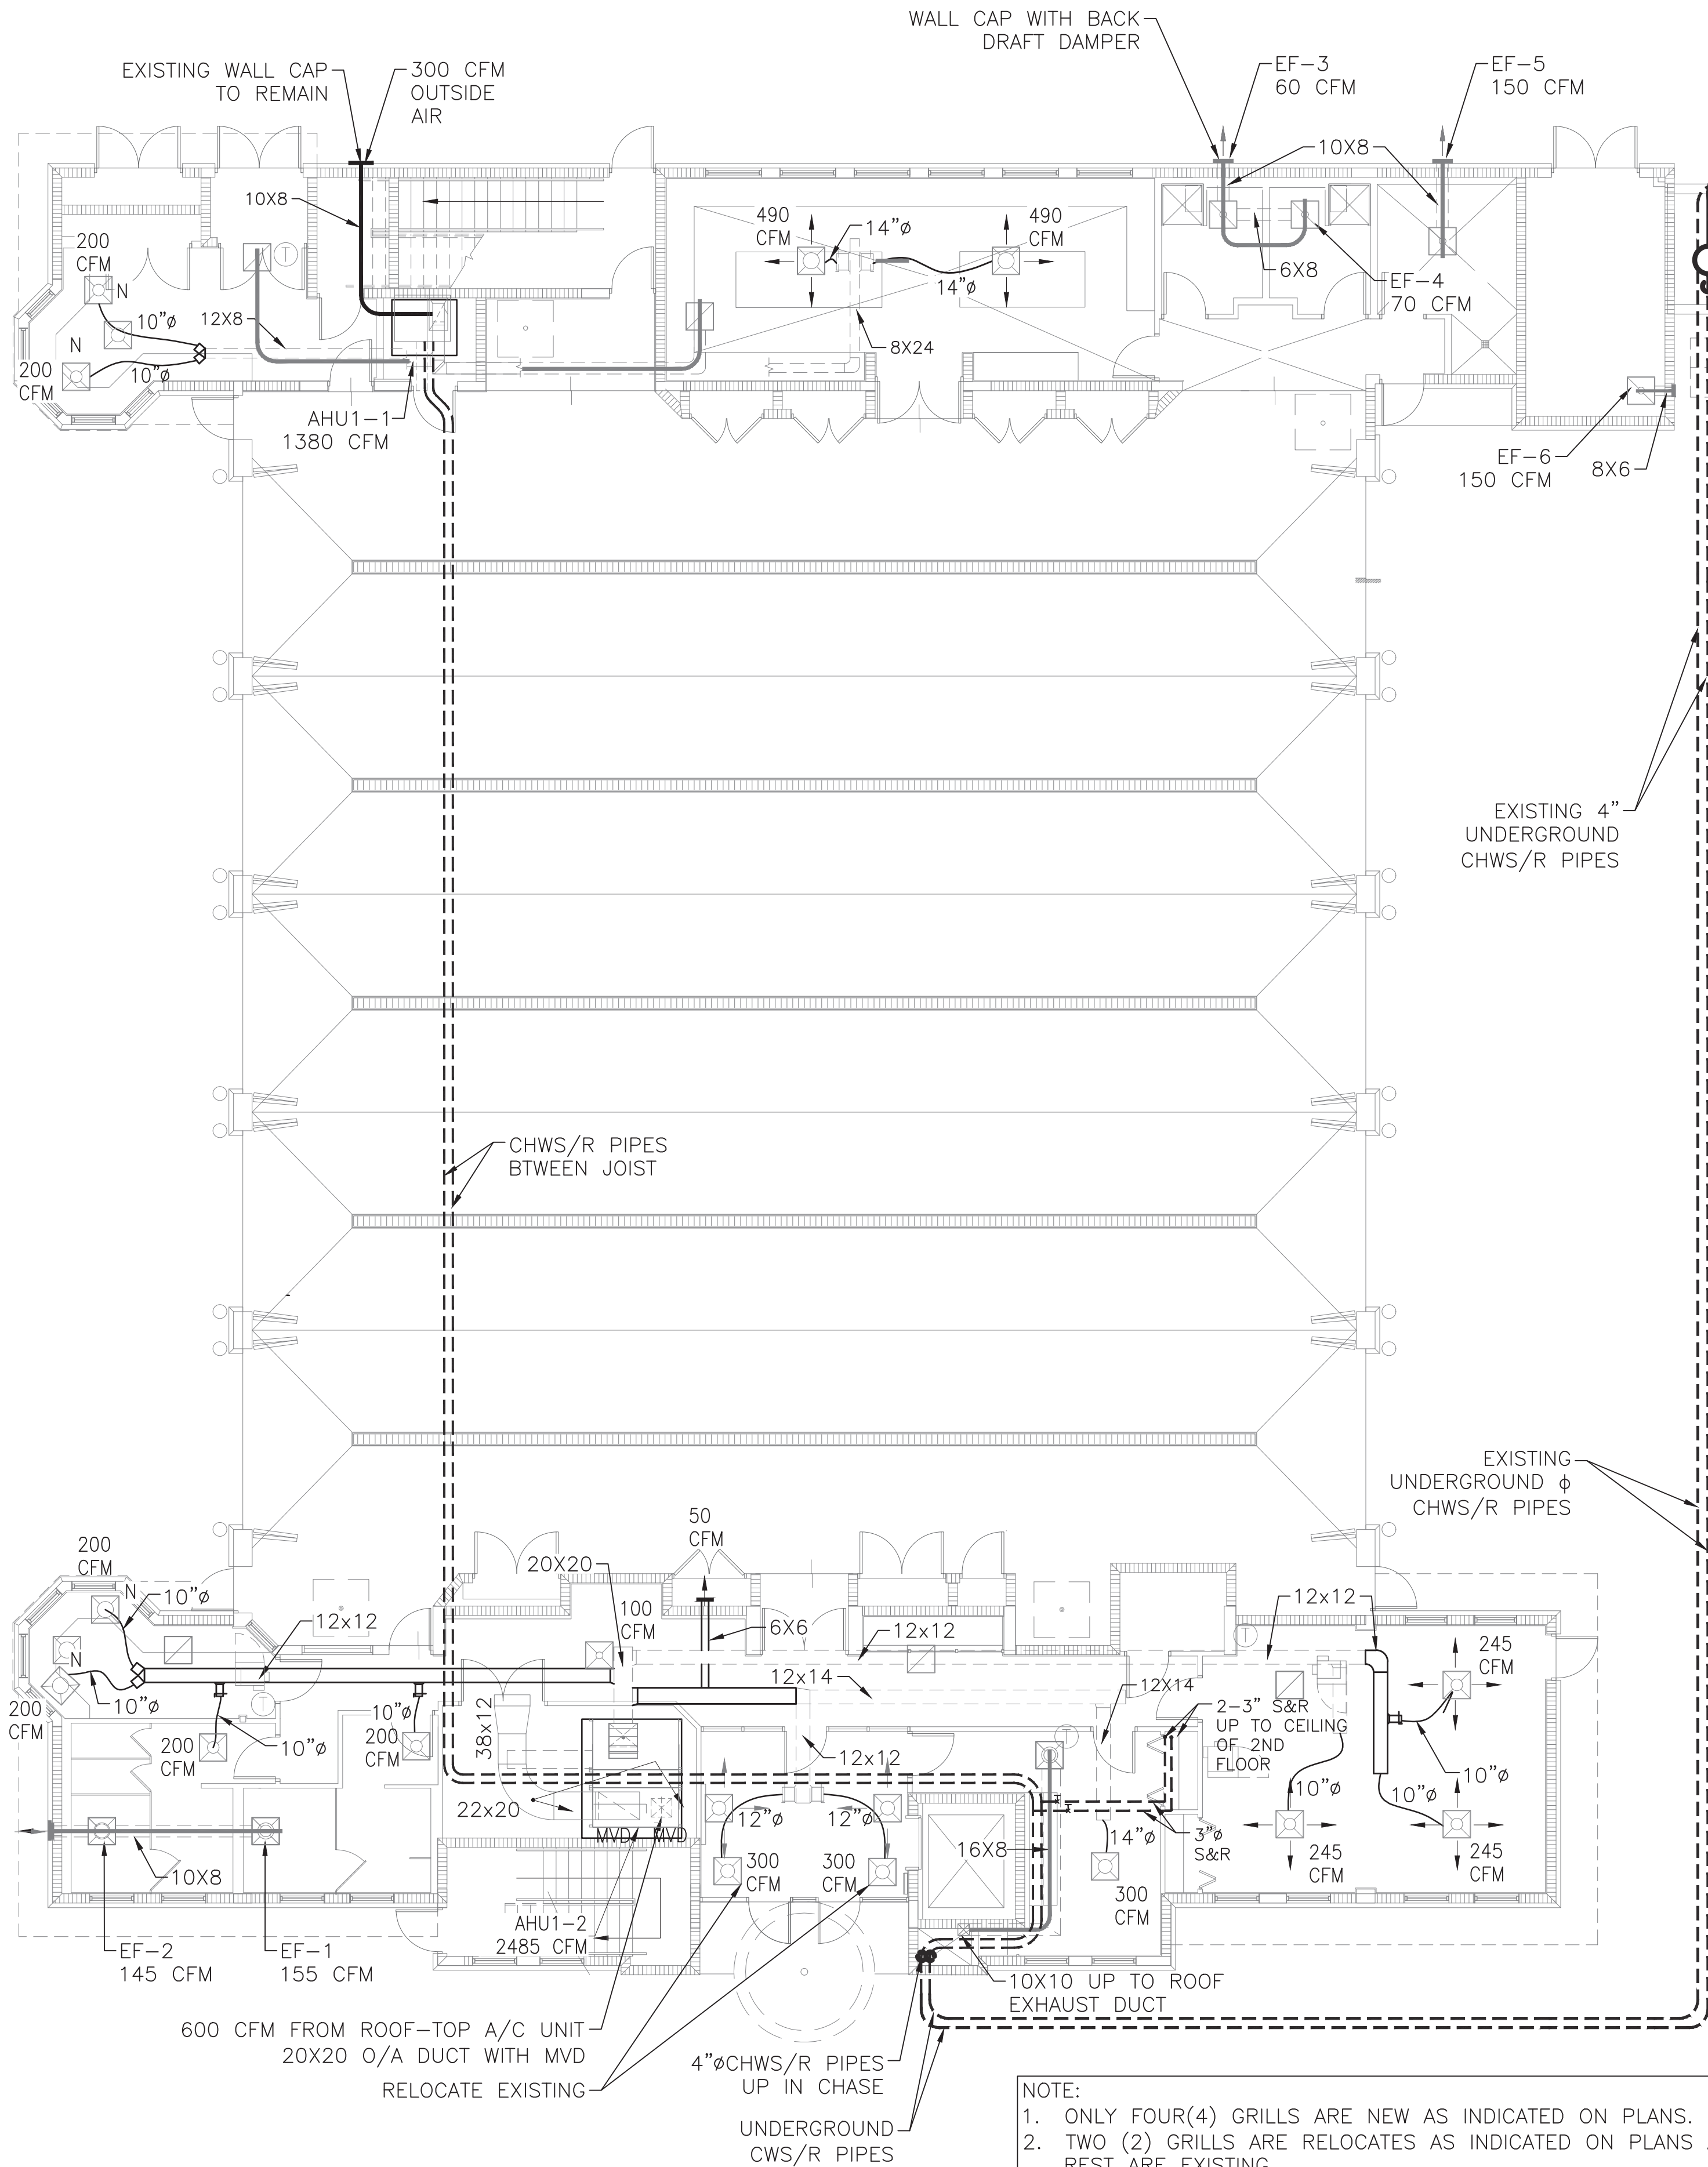 WALL CAP WITH BACK
DRAFT DAMPER
EXISTING WALL CAP
TO REMAIN
300 CFM
OUTSIDE
AIR
EF-3
60 CFM
EF-5
150 CFM
10X8
10X8
200
CFM
N
10"ø
12X8
T
N
200
CFM
10"ø
490
CFM
14"ø
490
CFM
14"ø
8X24
6X8
EF-4
70 CFM
AHU1-1
1380 CFM
EF-6
150 CFM
8X6
EXISTING 4"
UNDERGROUND
CHWS/R PIPES
CHWS/R PIPES
BTWEEN JOIST
EXISTING
UNDERGROUND ϕ
CHWS/R PIPES
200
CFM
N
10"ø
12x12
N
10"ø
200
CFM
T
10"ø
200
CFM
10"ø
200
CFM
20X20
50
CFM
100
CFM
6X6
12x12
12x14
12X14
38x12
12x12
T
T
12x12
245
CFM
2-3" S&R
UP TO CEILING
OF 2ND
FLOOR
10"ø
10"ø
10"ø
22x20
MVD
MVD
12"ø
12"ø
300
CFM
300
CFM
16X8
14"ø
3"ø
S&R
300
CFM
245
CFM
245
CFM
10X8
EF-2
145 CFM
EF-1
155 CFM
AHU1-2
2485 CFM
10X10 UP TO ROOF
EXHAUST DUCT
600 CFM FROM ROOF-TOP A/C UNIT
20X20 O/A DUCT WITH MVD
RELOCATE EXISTING
4"øCHWS/R PIPES
UP IN CHASE
UNDERGROUND
CWS/R PIPES
NOTE:
1. ONLY FOUR(4) GRILLS ARE NEW AS INDICATED ON PLANS.
2. TWO (2) GRILLS ARE RELOCATES AS INDICATED ON PLANS
REST ARE EXISTING